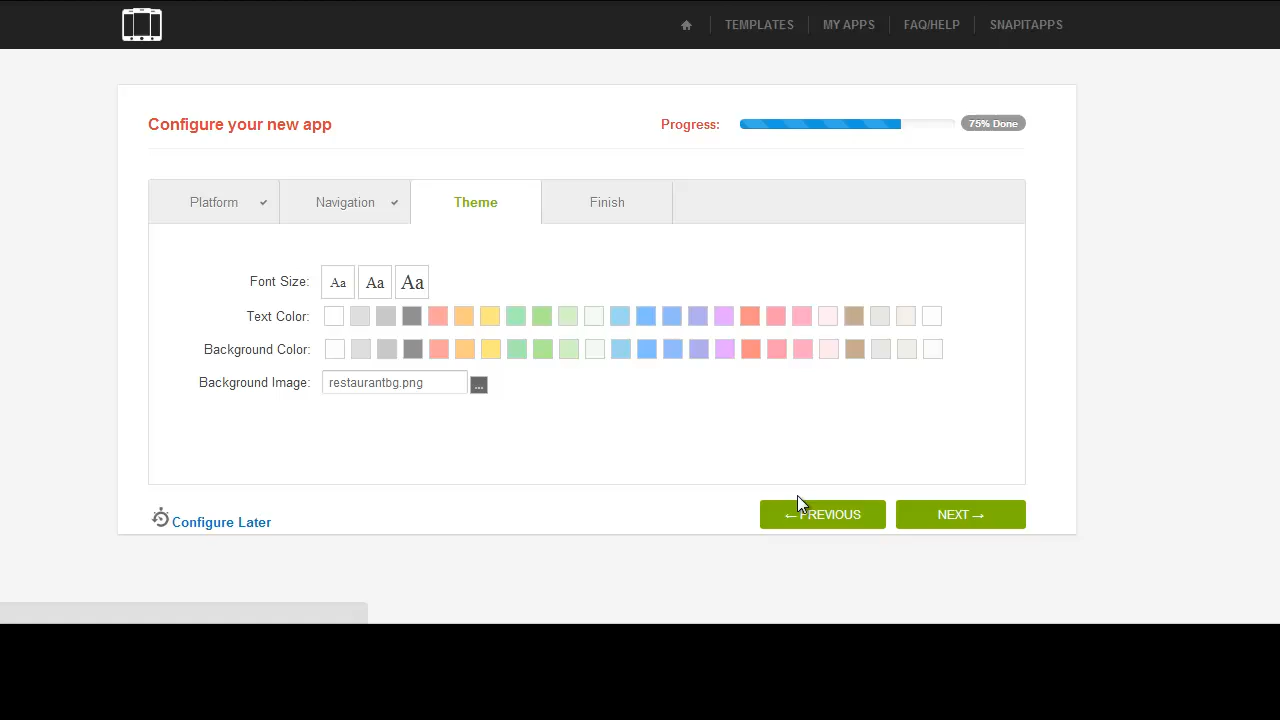 TEMPLATES MY APPS FAQ/HELP SNAPITAPPS
Configure your new app Progress: 75% Done
Platform Navigation Theme Finish
Font Size: Aa Aa Aa
Text Color:
Background Color:
Background Image: restaurantbg.png ...
Configure Later ←PREVIOUS NEXT→